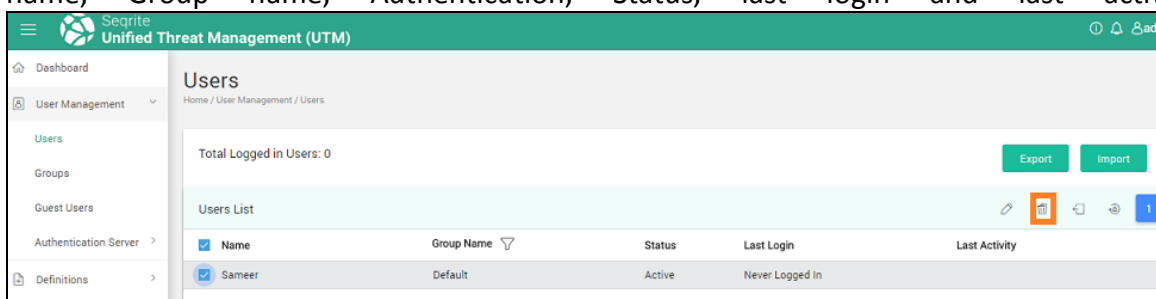 name, Group name, Authentication, Status, last login and last
Seqrite
Unified Threat Management (UTM)
Dashboard
Users
Home / User Management / Users
User Management
Users
Total Logged in Users: 0
Export
Import
Groups
Guest Users
Users List
1
Authentication Server
Name
Group Name
Status
Last Login
Last Activity
Definitions
Sameer
Default
Active
Never Logged In